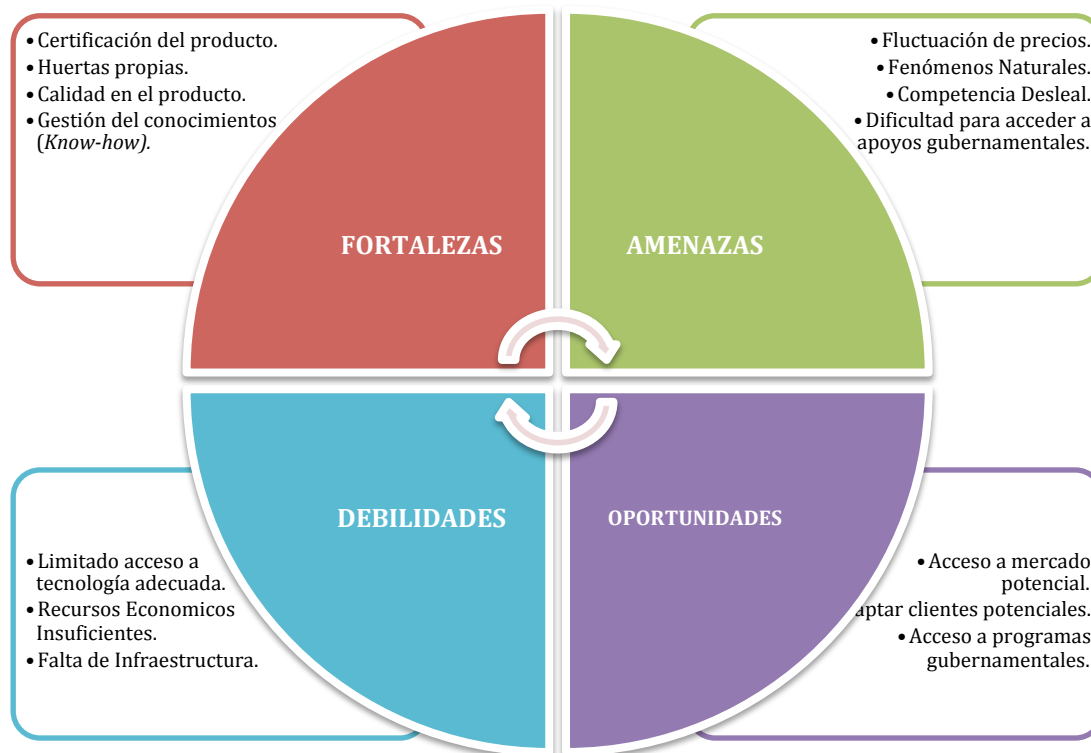 • Certificación del producto.
• Huertas propias.
• Calidad en el producto.
• Gestión del conocimientos
(Know-how).
• Fluctuación de precios.
• Fenómenos Naturales.
• Competencia Desleal.
• Dificultad para acceder a
apoyos gubernamentales.
FORTALEZAS
AMENAZAS
DEBILIDADES
OPORTUNIDADES
• Limitado acceso a
tecnología adecuada.
• Recursos Economicos
Insuficientes.
• Falta de Infraestructura.
• Acceso a mercado
potencial.
aptar clientes potenciales.
• Acceso a programas
gubernamentales.